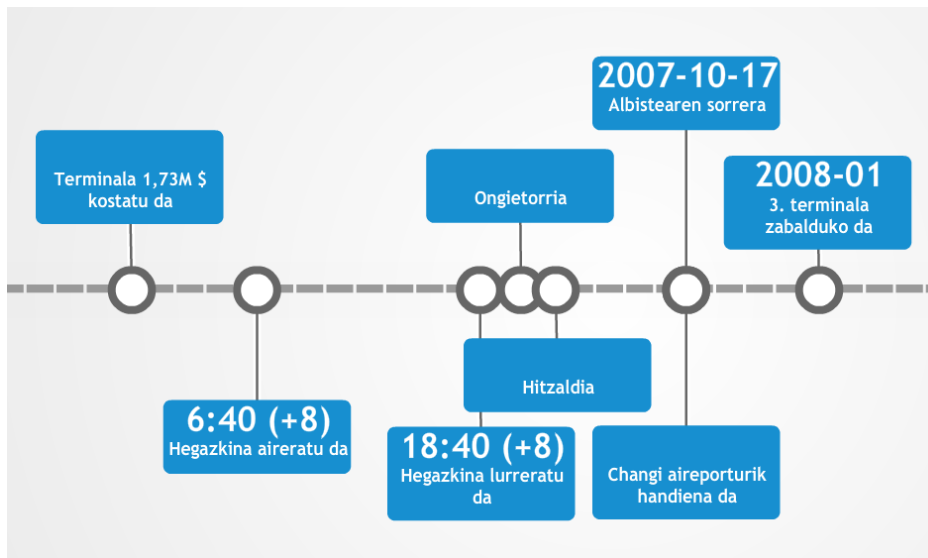 2007-10-17
Albistearen sorrera
Terminala 1,73M $
kostatu da
Ongietorria
2008-01
3. terminala
zabalduko da
Hitzaldia
6:40 (+8)
Hegazkina aireratu da
18:40 (+8)
Hegazkina lurreratu
da
Changi aireporturik
handiena da